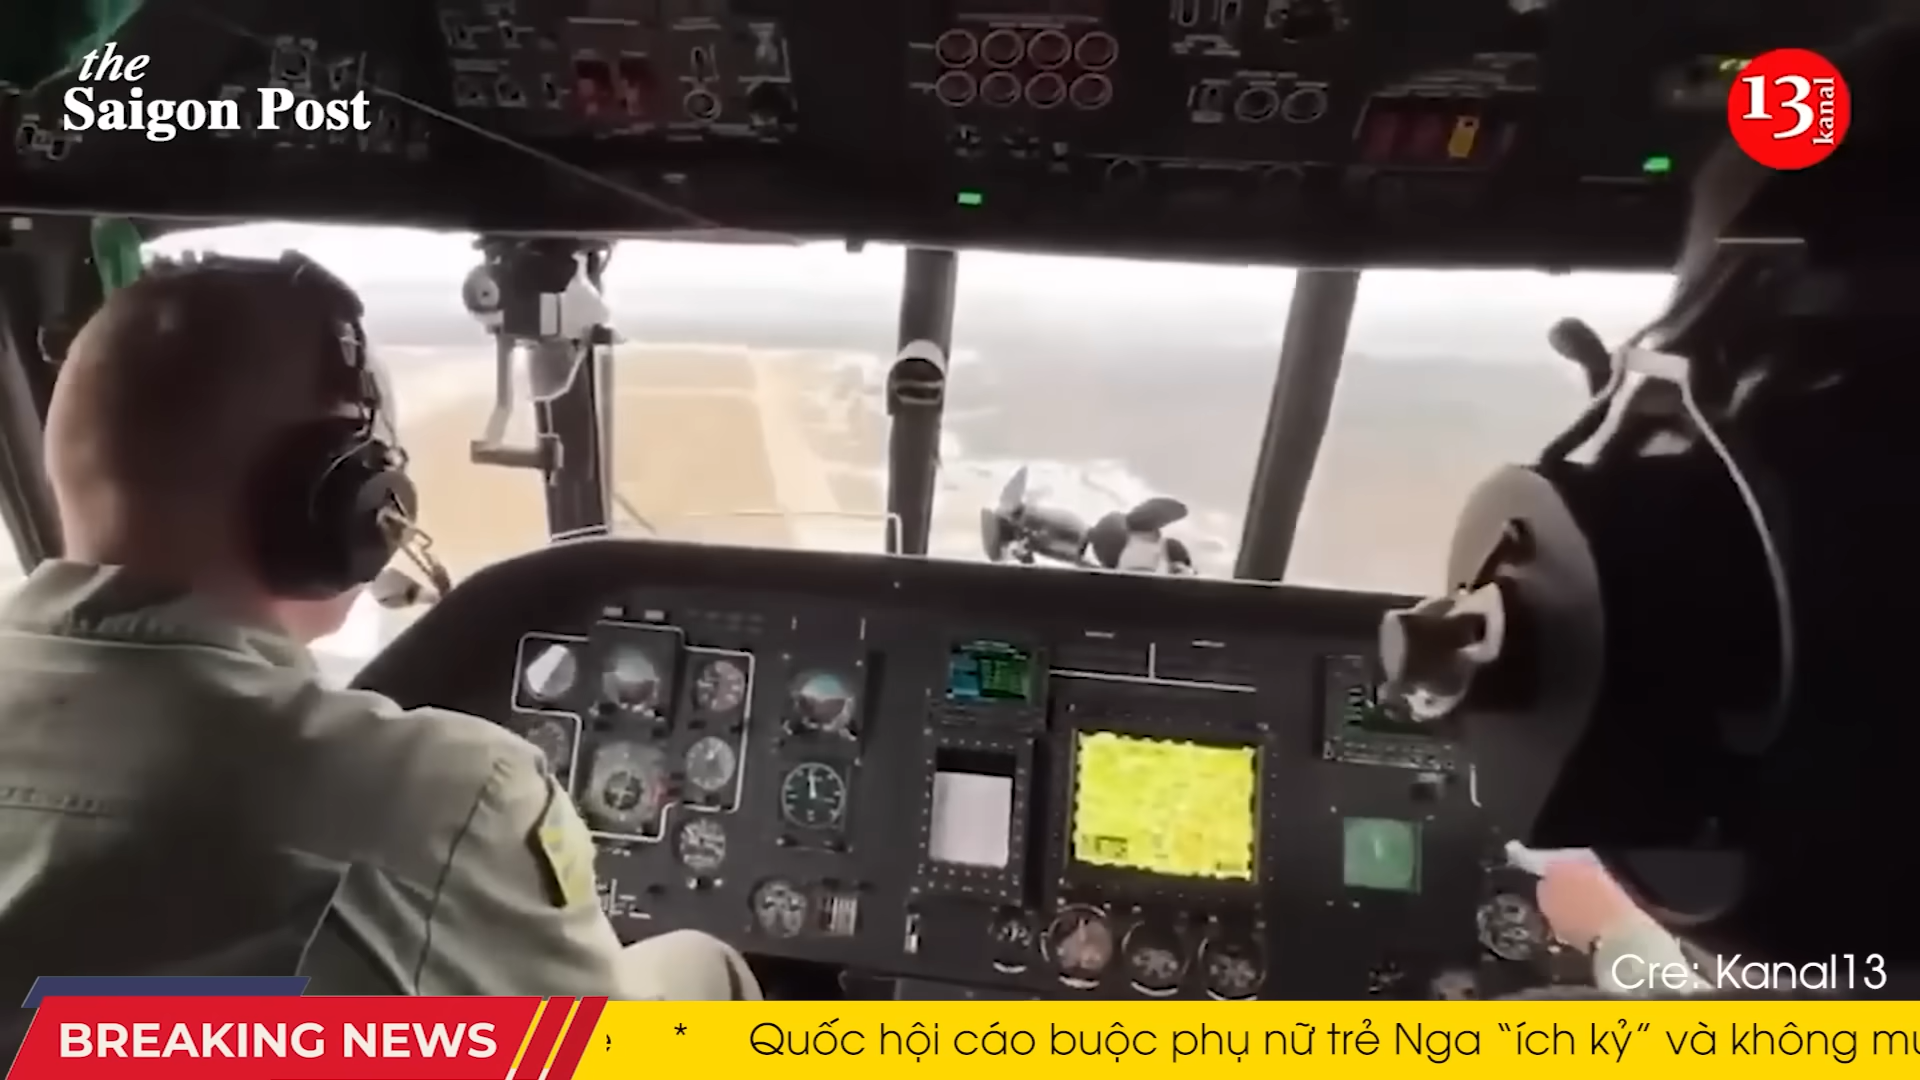 the
Saigon Post
13
kanal
Cre: Kanal13
BREAKING NEWS
* Quốc hội cáo buộc phụ nữ trẻ Nga “ích kỷ” và không